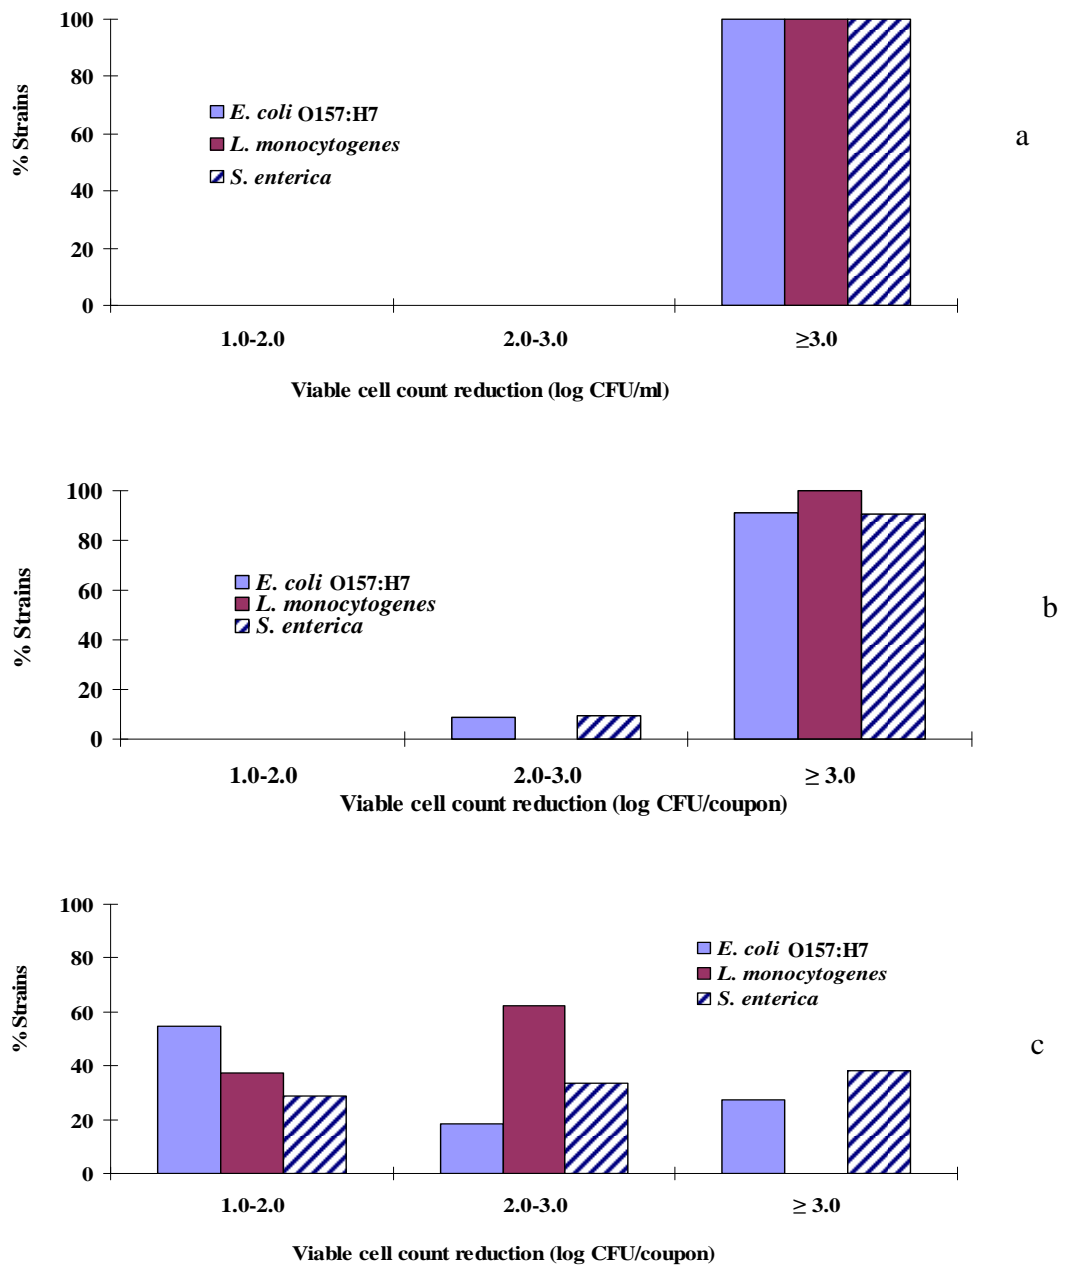 100
80
60
40
20
0
% Strains
E. coli O157:H7
L. monocytogenes
S. enterica
a
1.0-2.0 2.0-3.0 ≥3.0
Viable cell count reduction (log CFU/ml)
100
80
60
40
20
0
% Strains
E. coli O157:H7
L. monocytogenes
S. enterica
b
1.0-2.0 2.0-3.0 ≥ 3.0
Viable cell count reduction (log CFU/coupon)
100
80
60
40
20
0
% Strains
E. coli O157:H7
L. monocytogenes
S. enterica
c
1.0-2.0 2.0-3.0 ≥ 3.0
Viable cell count reduction (log CFU/coupon)